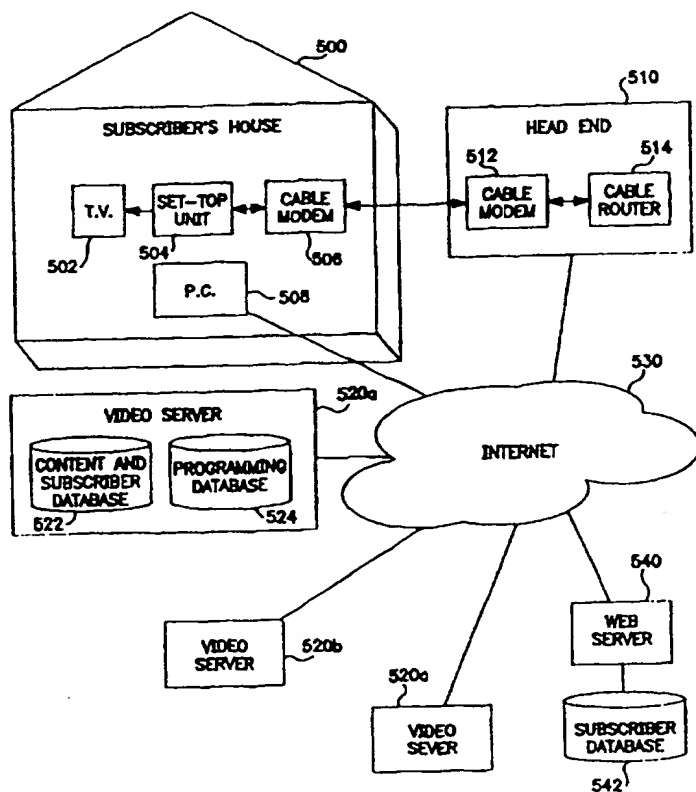 500
SUBSCRIBER'S HOUSE
T.V.
502
SET-TOP
UNIT
504
CABLE
MODEM
506
P.C.
508
510
HEAD END
512
CABLE
MODEM
514
CABLE
ROUTER
520a
VIDEO SERVER
CONTENT AND
SUBSCRIBER
DATABASE
522
PROGRAMMING
DATABASE
524
530
INTERNET
VIDEO
SERVER
520b
520c
VIDEO
SEVER
540
WEB
SERVER
SUBSCRIBER
DATABASE
542